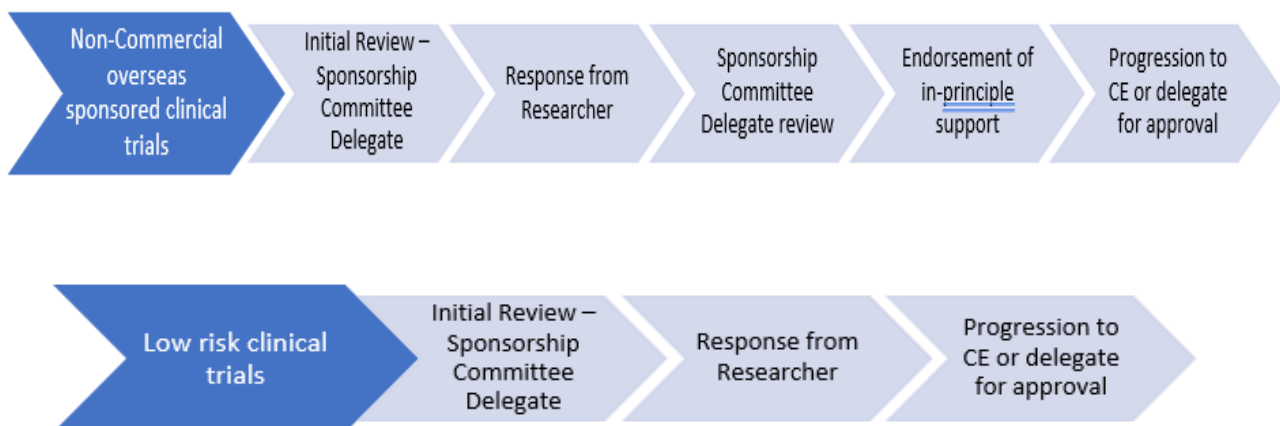 Non-Commercial
overseas
sponsored clinical
trials
Initial Review –
Sponsorship
Committee
Delegate
Response from
Researcher
Sponsorship
Committee
Delegate review
Endorsement of
in-principle
support
Progression to
CE or delegate
for approval
Low risk clinical
trials
Initial Review –
Sponsorship
Committee
Delegate
Response from
Researcher
Progression to
CE or delegate
for approval